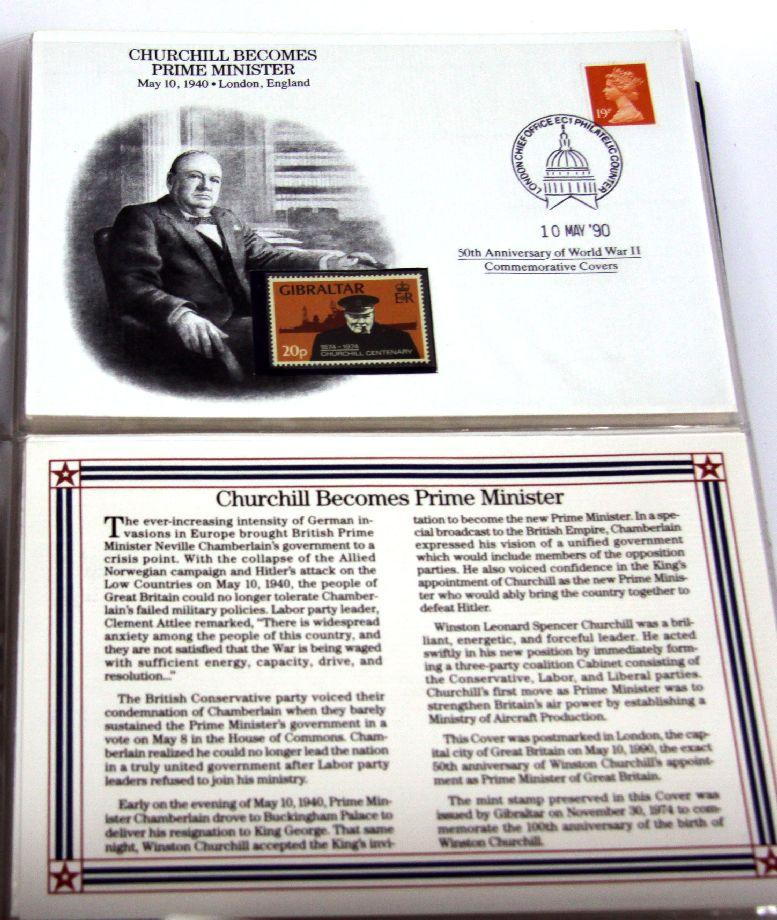 CHURCHILL BECOMES
PRIME MINISTER
May 10, 1940 • London, England
19p
LONDON CHIEF OFFICE EC1 PHILATELIC COUNTER
10 MAY '90
50th Anniversary of World War II
Commemorative Covers
GIBRALTAR
E R
20p
1874-1974
CHURCHILL CENTENARY
Churchill Becomes Prime Minister
The ever-increasing intensity of German in-
vasions in Europe brought British Prime
Minister Neville Chamberlain's government to a
crisis point. With the collapse of the Allied
Norwegian campaign and Hitler's attack on the
Low Countries on May 10, 1940, the people of
Great Britain could no longer tolerate Chamber-
lain's failed military policies. Labor party leader,
Clement Attlee remarked, "There is widespread
anxiety among the people of this country, and
they are not satisfied that the War is being waged
with sufficient energy, capacity, drive, and
resolution..."
The British Conservative party voiced their
condemnation of Chamberlain when they barely
sustained the Prime Minister's government in a
vote on May 8 in the House of Commons. Cham-
berlain realized he could no longer lead the nation
in a truly united government after Labor party
leaders refused to join his ministry.
Early on the evening of May 10, 1940, Prime Min-
ister Chamberlain drove to Buckingham Palace to
deliver his resignation to King George. That same
night, Winston Churchill accepted the King's invi-
tation to become the new Prime Minister. In a spe-
cial broadcast to the British Empire, Chamberlain
expressed his vision of a unified government
which would include members of the opposition
parties. He also voiced confidence in the King's
appointment of Churchill as the new Prime Minis-
ter who would ably bring the country together to
defeat Hitler.
Winston Leonard Spencer Churchill was a bril-
liant, energetic, and forceful leader. He acted
swiftly in his new position by immediately form-
ing a three-party coalition Cabinet consisting of
the Conservative, Labor, and Liberal parties.
Churchill's first move as Prime Minister was to
strengthen Britain's air power by establishing a
Ministry of Aircraft Production.
This Cover was postmarked in London, the cap-
ital city of Great Britain on May 10, 1990, the exact
50th anniversary of Winston Churchill's appoint-
ment as Prime Minister of Great Britain.
The mint stamp preserved in this Cover was
issued by Gibraltar on November 30, 1974 to com-
memorate the 100th anniversary of the birth of
Winston Churchill.